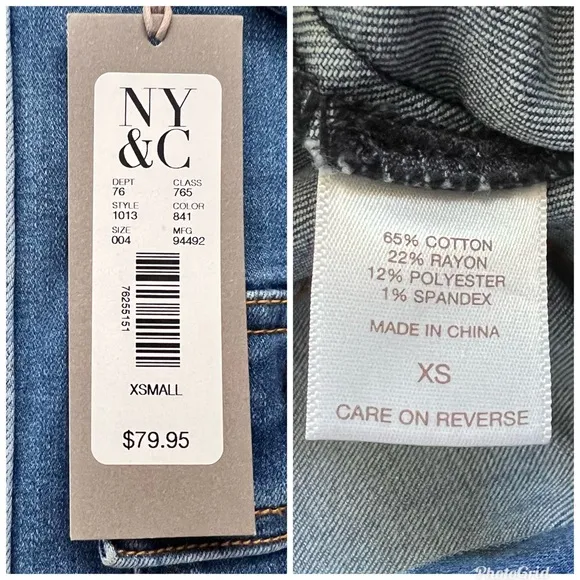 NY
&C
DEPT CLASS
76 765
STYLE COLOR
1013 841
SIZE MFG
004 94492
76255151
XSMALL
$79.95
65% COTTON
22% RAYON
12% POLYESTER
1% SPANDEX
MADE IN CHINA
XS
CARE ON REVERSE
PhotoGrid